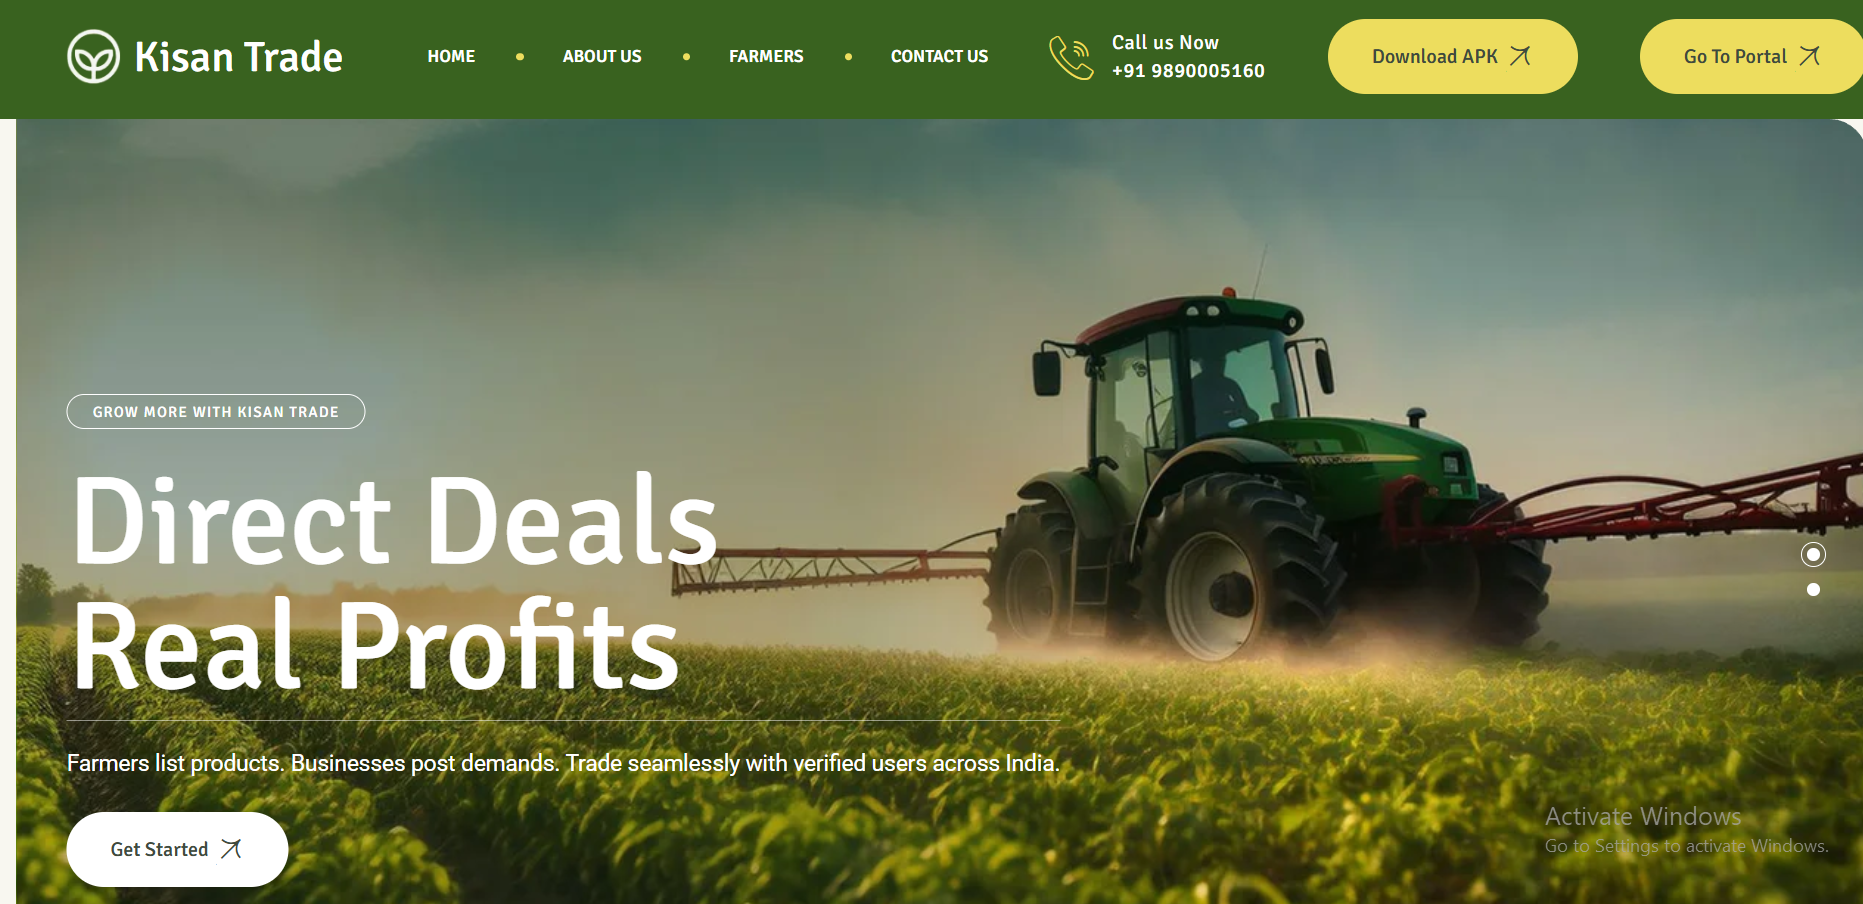 Kisan Trade
HOME
ABOUT US
FARMERS
CONTACT US
Call us Now
+91 9890005160
Download APK
Go To Portal
GROW MORE WITH KISAN TRADE
Direct Deals
Real Profits
Farmers list products. Businesses post demands. Trade seamlessly with verified users across India.
Get Started
Activate Windows
Go to Settings to activate Windows.